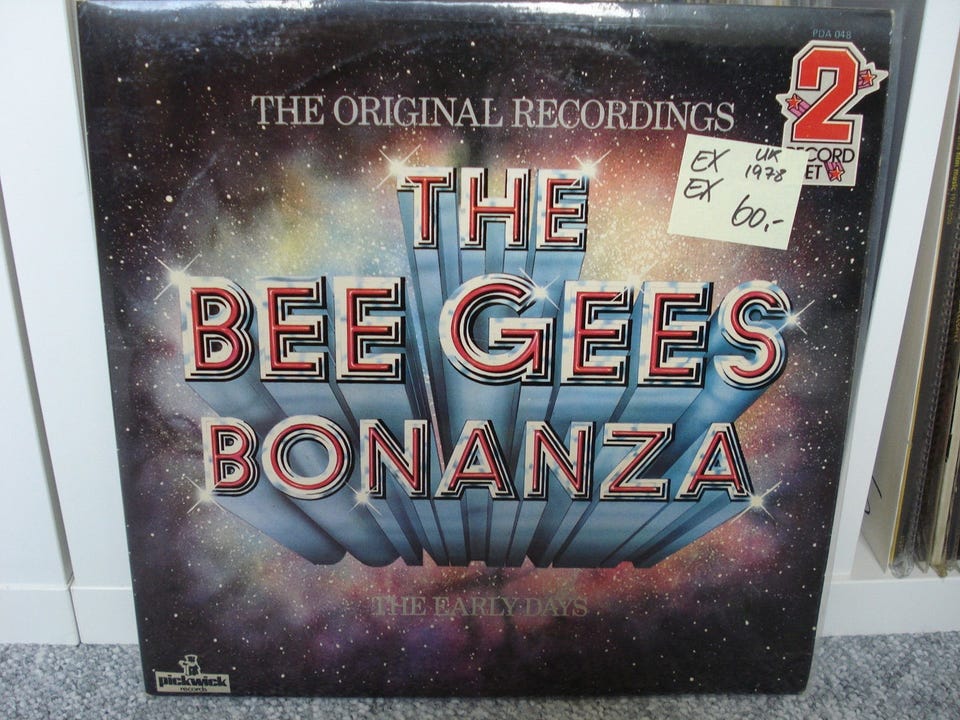 PDA 048
2
RECORD
SET
THE ORIGINAL RECORDINGS
EX UK
1978
EX
60,-
THE
BEE GEES
BONANZA
THE EARLY DAYS
pickwick
records